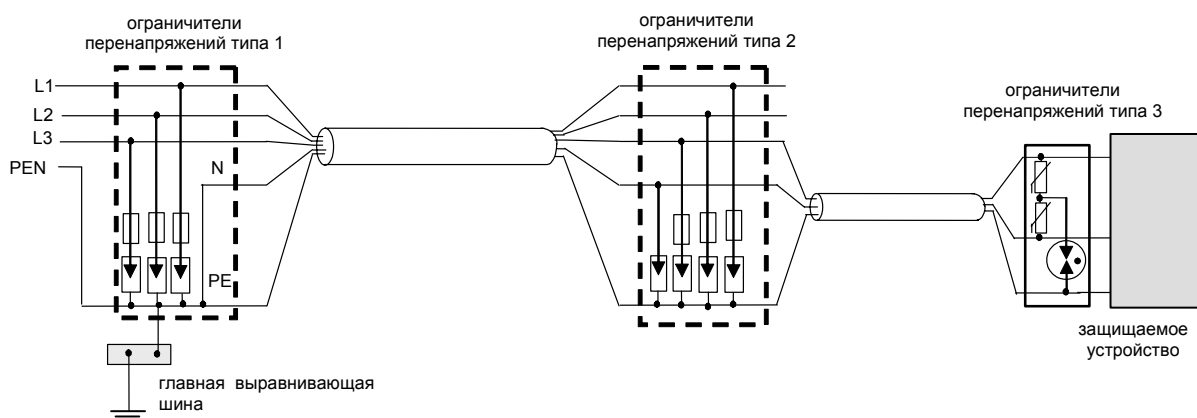 ограничители
перенапряжений типа 1
ограничители
перенапряжений типа 2
ограничители
перенапряжений типа 3
L1
L2
L3
PEN
N
PE
защищаемое
устройство
главная выравнивающая
шина